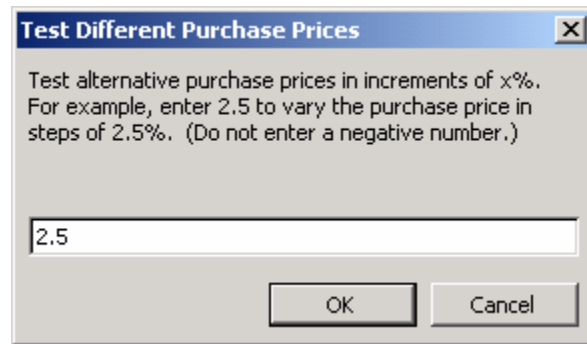 Test Different Purchase Prices
Test alternative purchase prices in increments of x%.
For example, enter 2.5 to vary the purchase price in
steps of 2.5%.  (Do not enter a negative number.)
2.5
OK
Cancel